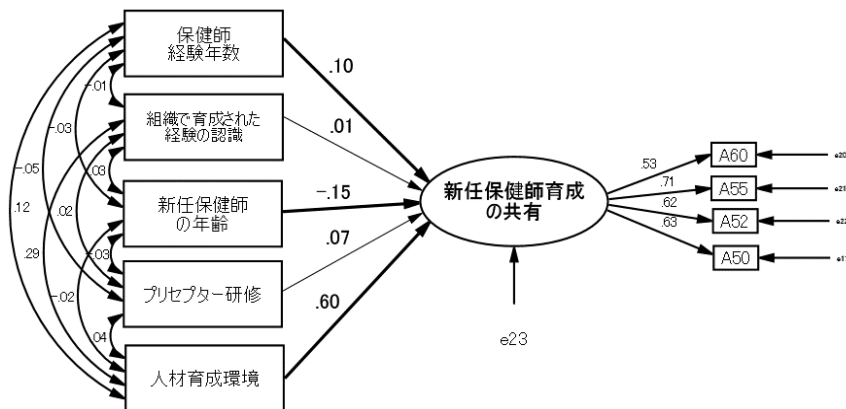 保健師
経験年数
組織で育成された
経験の認識
新任保健師
の年齢
プリセプター研修
人材育成環境
-.01
-.03
.03
-.05
.12
.02
.29
-.03
-.02
.04
.10
.01
-.15
.07
.60
新任保健師育成
の共有
e23
.53
.71
.62
.63
A60
A55
A52
A50
e20
e21
e22